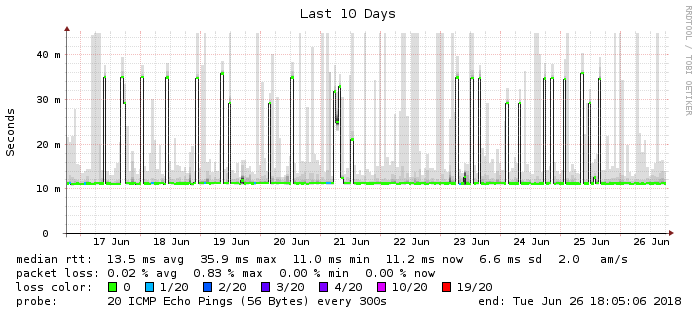 Last 10 Days
RRDTOOL / TOBI OETIKER
Seconds
40 m
30 m
20 m
10 m
0
17 Jun 18 Jun 19 Jun 20 Jun 21 Jun 22 Jun 23 Jun 24 Jun 25 Jun 26 Jun
median rtt: 13.5 ms avg 35.9 ms max 11.0 ms min 11.2 ms now 6.6 ms sd 2.0 am/s
packet loss: 0.02 % avg 0.83 % max 0.00 % min 0.00 % now
loss color: 0 1/20 2/20 3/20 4/20 10/20 19/20
probe: 20 ICMP Echo Pings (56 Bytes) every 300s end: Tue Jun 26 18:05:06 2018